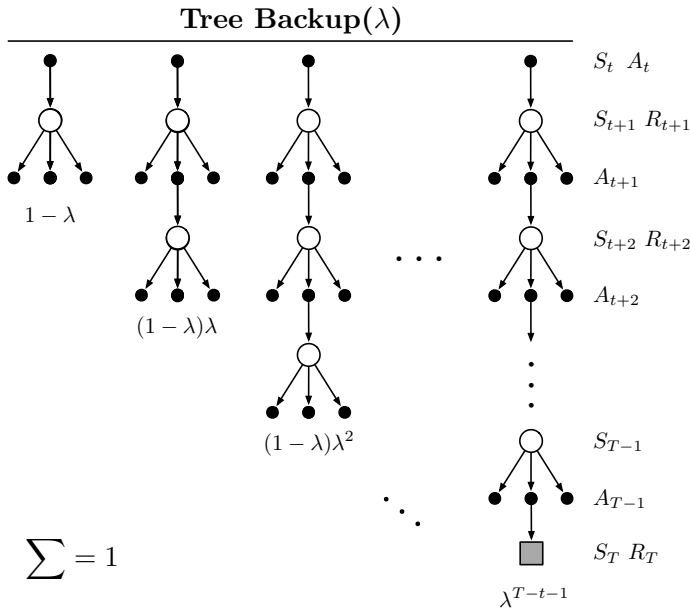 Tree Backup(λ)
S_t A_t
S_{t+1} R_{t+1}
A_{t+1}
1 − λ
S_{t+2} R_{t+2}
. . .
A_{t+2}
(1 − λ)λ
(1 − λ)λ^2
S_{T−1}
A_{T−1}
∑ = 1
S_T R_T
λ^{T−t−1}